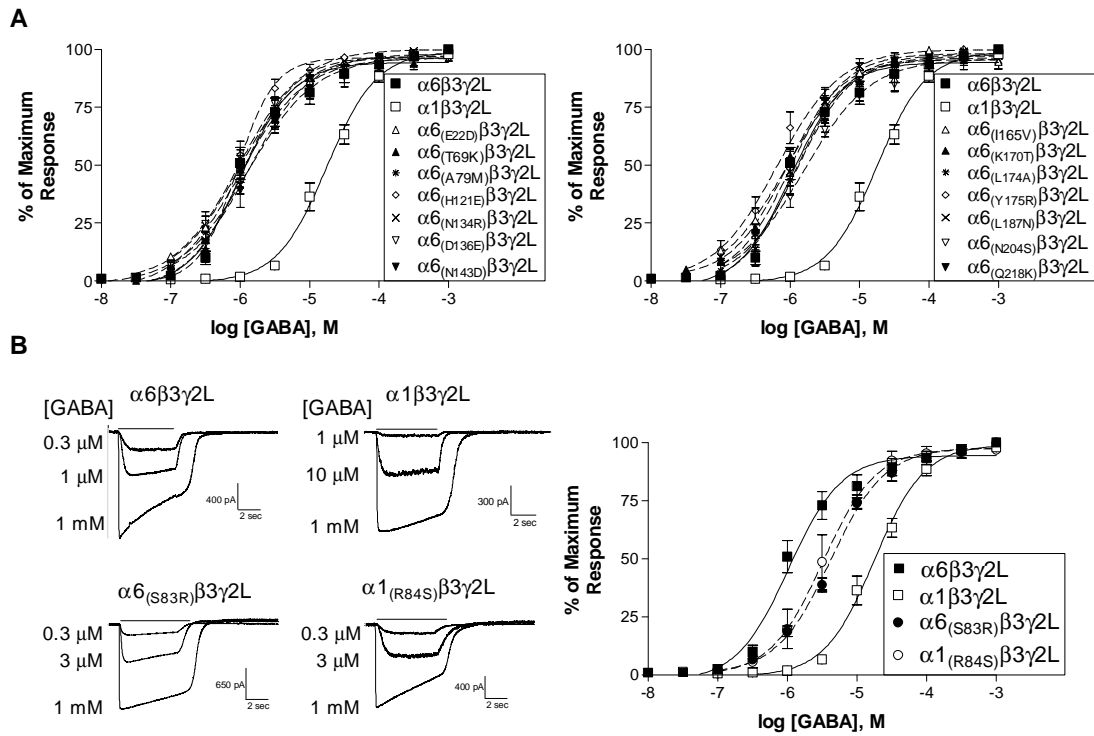 A
% of Maximum
Response
100
75
50
25
0
-8 -7 -6 -5 -4 -3
log [GABA], M
α6β3γ2L
α1β3γ2L
α6(E22D)β3γ2L
α6(T69K)β3γ2L
α6(A79M)β3γ2L
α6(H121E)β3γ2L
α6(N134R)β3γ2L
α6(D136E)β3γ2L
α6(N143D)β3γ2L
% of Maximum
Response
100
75
50
25
0
-8 -7 -6 -5 -4 -3
log [GABA], M
α6β3γ2L
α1β3γ2L
α6(I165V)β3γ2L
α6(K170T)β3γ2L
α6(L174A)β3γ2L
α6(Y175R)β3γ2L
α6(L187N)β3γ2L
α6(N204S)β3γ2L
α6(Q218K)β3γ2L
B
α6β3γ2L
[GABA]
0.3 μM
1 μM
1 mM
400 pA
2 sec
α1β3γ2L
[GABA]
1 μM
10 μM
1 mM
300 pA
2 sec
α6(S83R)β3γ2L
0.3 μM
3 μM
1 mM
650 pA
2 sec
α1(R84S)β3γ2L
0.3 μM
3 μM
1 mM
400 pA
2 sec
% of Maximum
Response
100
75
50
25
0
-8 -7 -6 -5 -4 -3
log [GABA], M
α6β3γ2L
α1β3γ2L
α6(S83R)β3γ2L
α1(R84S)β3γ2L